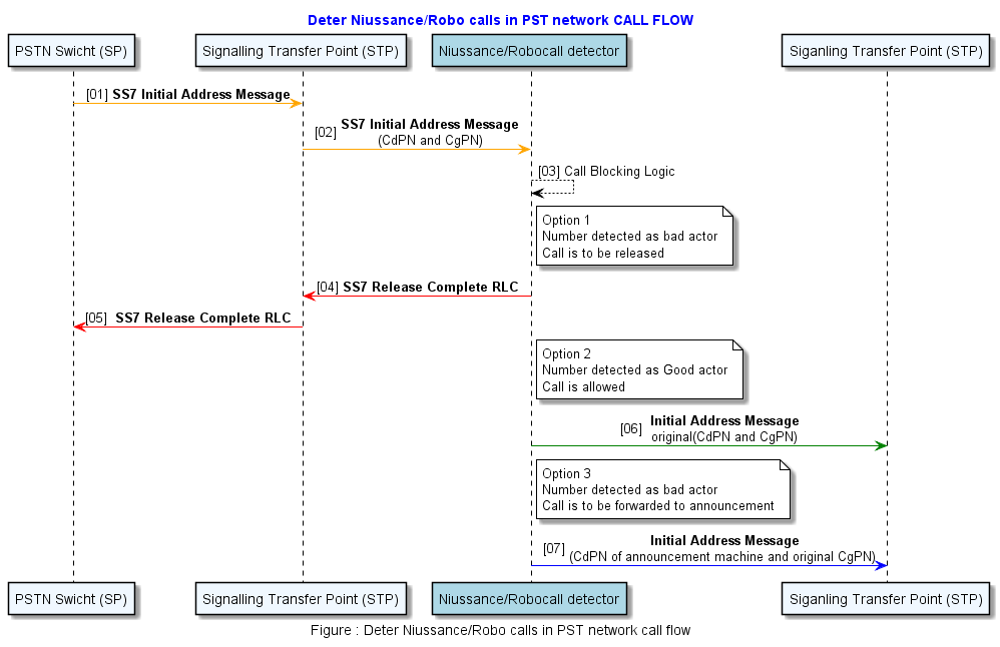 Deter Niussance/Robo calls in PST network CALL FLOW
PSTN Swicht (SP)
Signalling Transfer Point (STP)
Niussance/Robocall detector
Siganling Transfer Point (STP)
[01] SS7 Initial Address Message
[02] SS7 Initial Address Message
(CdPN and CgPN)
[03] Call Blocking Logic
Option 1
Number detected as bad actor
Call is to be released
[04] SS7 Release Complete RLC
[05] SS7 Release Complete RLC
Option 2
Number detected as Good actor
Call is allowed
[06] Initial Address Message
original(CdPN and CgPN)
Option 3
Number detected as bad actor
Call is to be forwarded to announcement
[07] Initial Address Message
(CdPN of announcement machine and original CgPN)
PSTN Swicht (SP)
Signalling Transfer Point (STP)
Niussance/Robocall detector
Siganling Transfer Point (STP)
Figure : Deter Niussance/Robo calls in PST network call flow